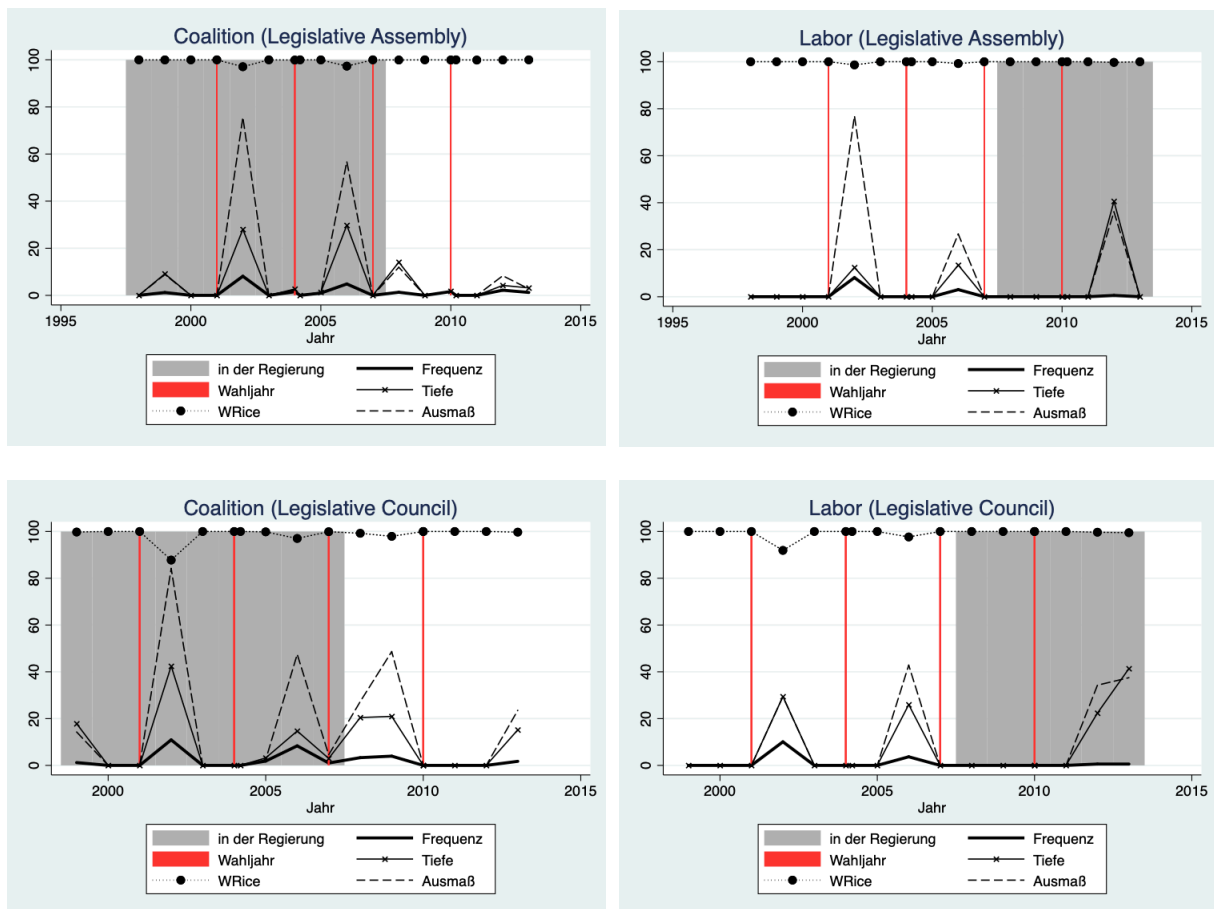 Coalition (Legislative Assembly)
100
80
60
40
20
0
1995 2000 2005 2010 2015
Jahr
in der Regierung Frequenz
Wahljahr Tiefe
WRice Ausmaß
Labor (Legislative Assembly)
100
80
60
40
20
0
1995 2000 2005 2010 2015
Jahr
in der Regierung Frequenz
Wahljahr Tiefe
WRice Ausmaß
Coalition (Legislative Council)
100
80
60
40
20
0
2000 2005 2010 2015
Jahr
in der Regierung Frequenz
Wahljahr Tiefe
WRice Ausmaß
Labor (Legislative Council)
100
80
60
40
20
0
2000 2005 2010 2015
Jahr
in der Regierung Frequenz
Wahljahr Tiefe
WRice Ausmaß